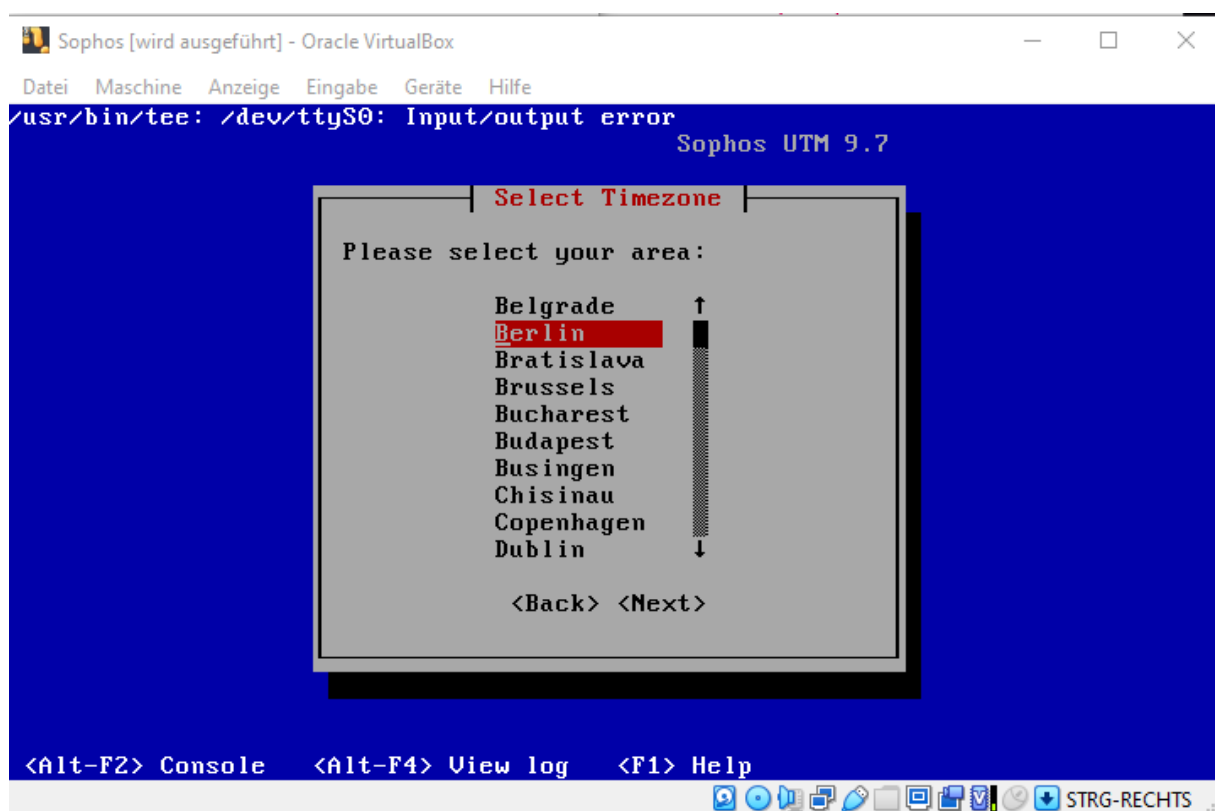 Sophos [wird ausgeführt] - Oracle VirtualBox
Datei Maschine Anzeige Eingabe Geräte Hilfe
/usr/bin/tee: /dev/ttyS0: Input/output error
Sophos UTM 9.7
Select Timezone
Please select your area:
Belgrade ↑
Berlin
Bratislava
Brussels
Bucharest
Budapest
Busingen
Chisinau
Copenhagen
Dublin ↓
<Back> <Next>
<Alt-F2> Console <Alt-F4> View log <F1> Help
STRG-RECHTS